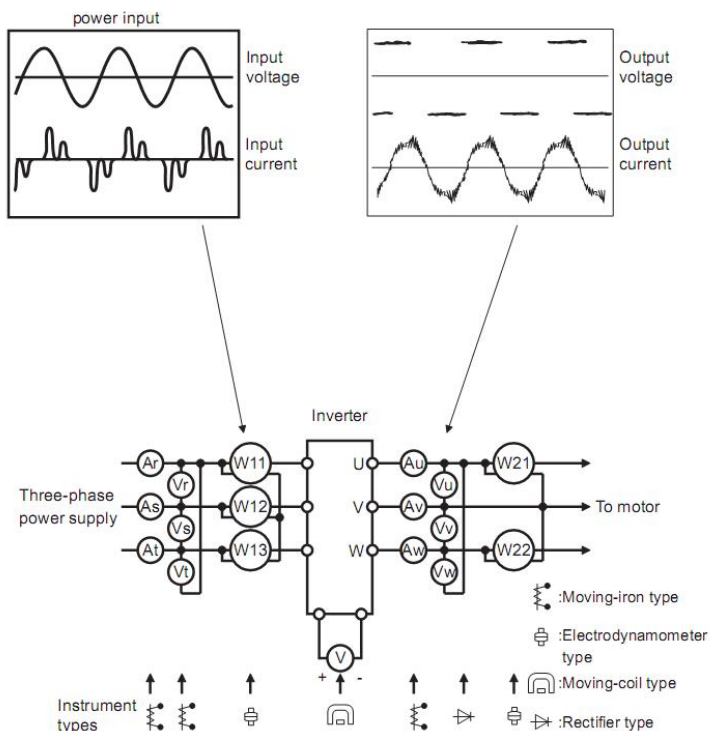 power input
Input
voltage
Input
current
Output
voltage
Output
current
Inverter
Three-phase
power supply
Ar
As
At
Vr
Vs
Vt
W11
W12
W13
U
V
W
Au
Av
Aw
Vu
Vv
Vw
W21
W22
To motor
+ V -
Instrument
types
:Moving-iron type
:Electrodynamometer
type
:Moving-coil type
:Rectifier type